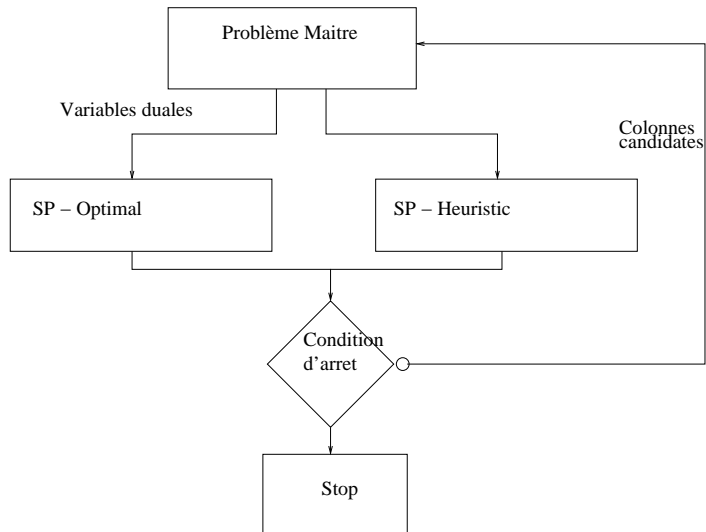 Problème Maitre
Variables duales
Colonnes
candidates
SP – Optimal
SP – Heuristic
Condition
d'arret
Stop